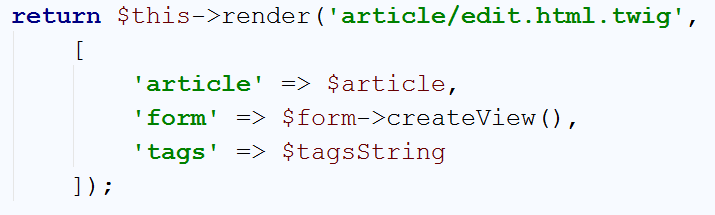 return $this->render('article/edit.html.twig',
    [
        'article' => $article,
        'form' => $form->createView(),
        'tags' => $tagsString
    ]);